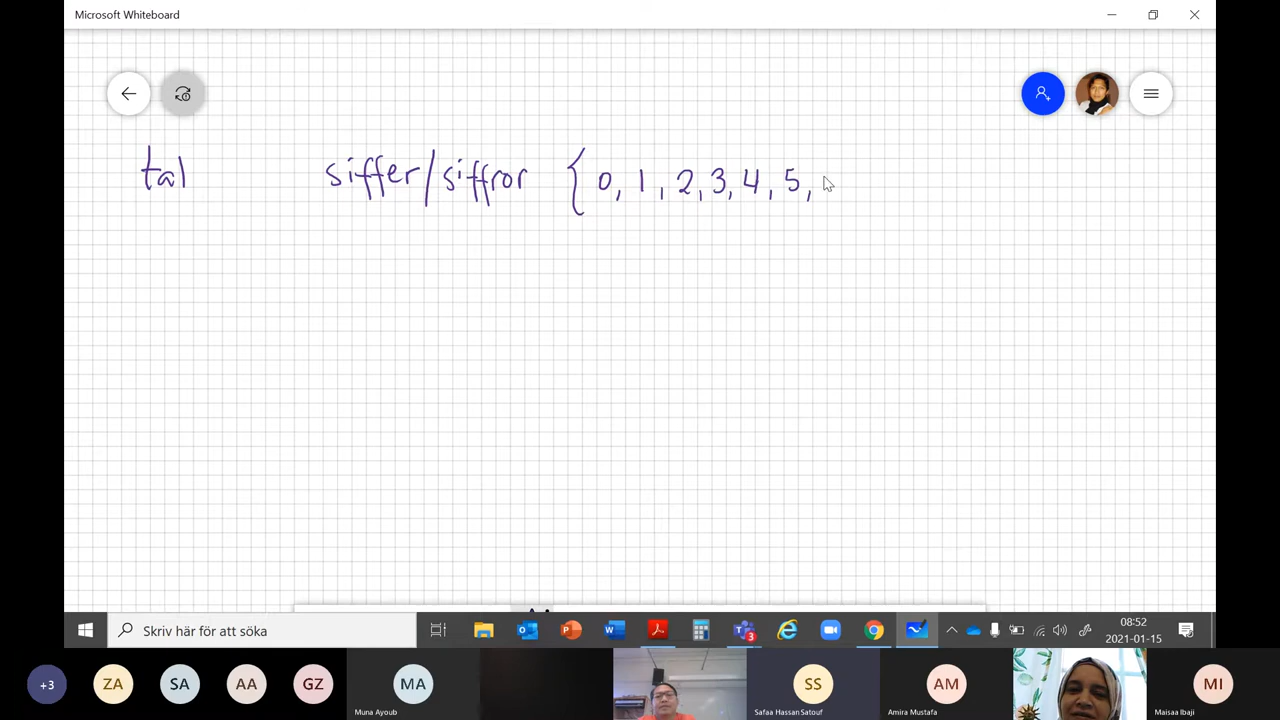 Microsoft Whiteboard
tal siffer/siffror { 0, 1, 2, 3, 4, 5,
Skriv här för att söka
3
08:52
2021-01-15
+3
ZA
SA
AA
GZ
MA
SS
AM
MI
Muna Ayoub
Safaa Hassan Satouf
Amira Mustafa
Maisaa Ibaji